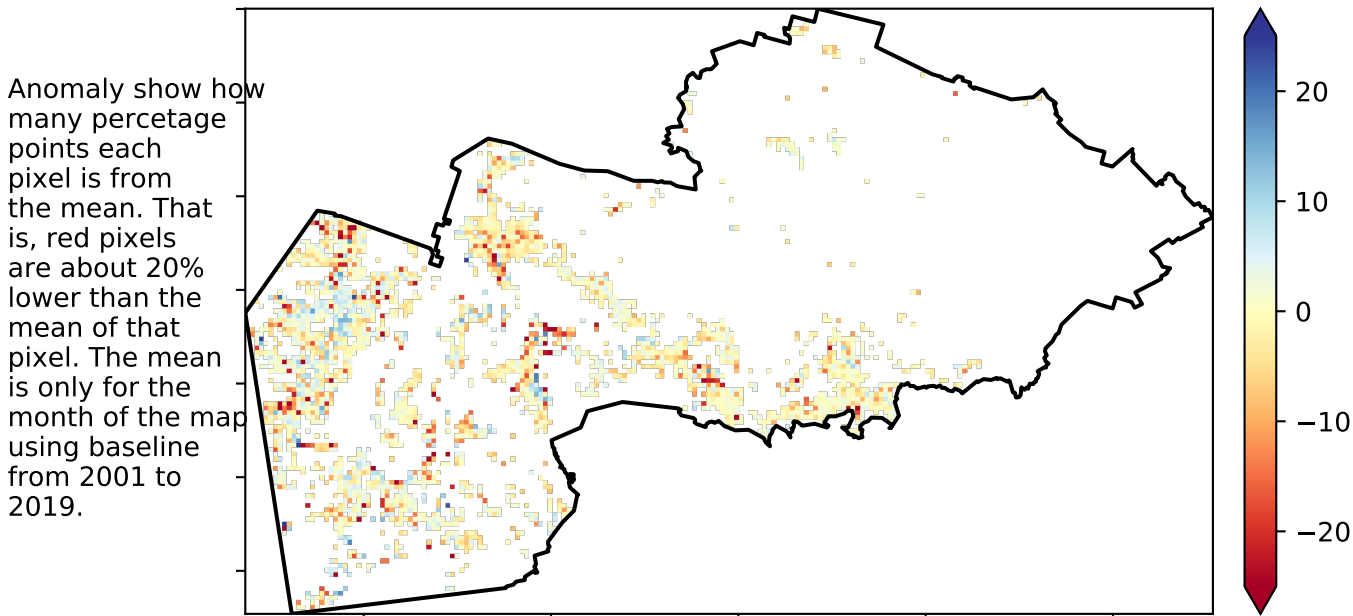 Anomaly show how
many percetage
points each
pixel is from
the mean. That
is, red pixels
are about 20%
lower than the
mean of that
pixel. The mean
is only for the
month of the map
using baseline
from 2001 to
2019.
20
10
0
−10
−20